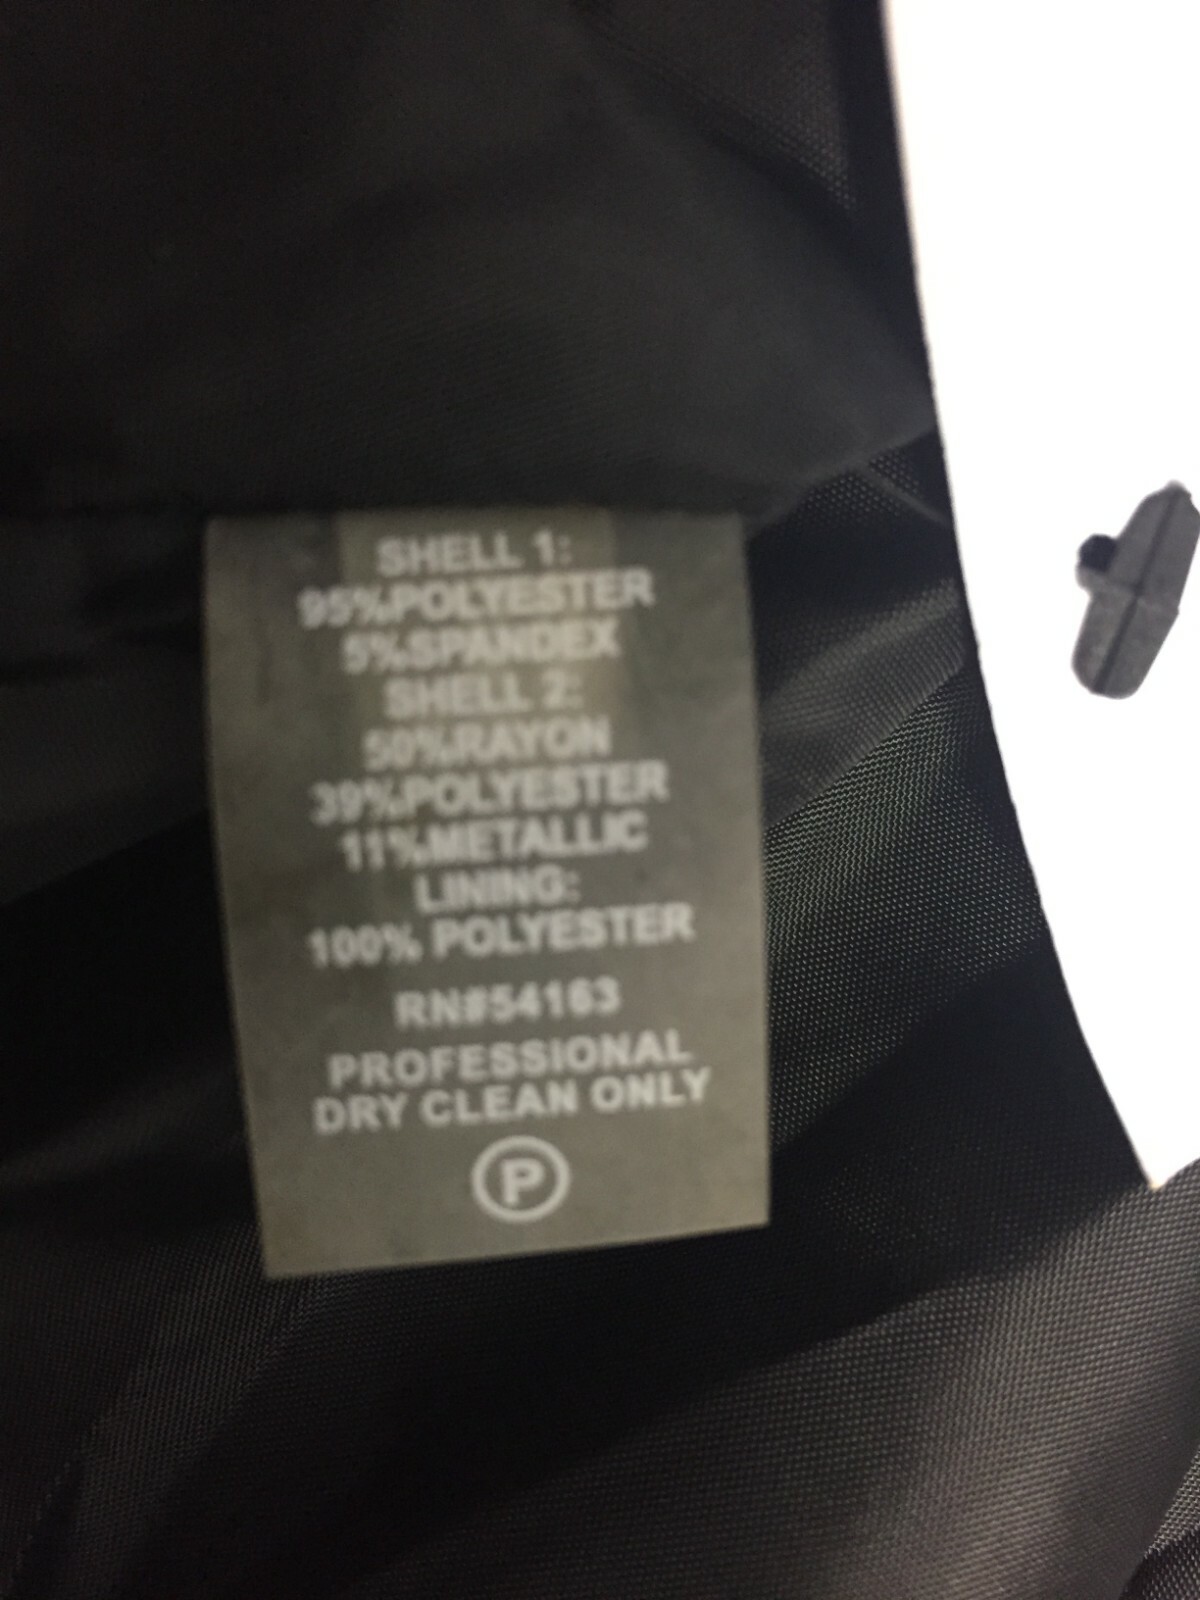 SHELL 1:
95%POLYESTER
5%SPANDEX
SHELL 2:
50%RAYON
39%POLYESTER
11%METALLIC
LINING:
100% POLYESTER
RN#54163
PROFESSIONAL
DRY CLEAN ONLY
P